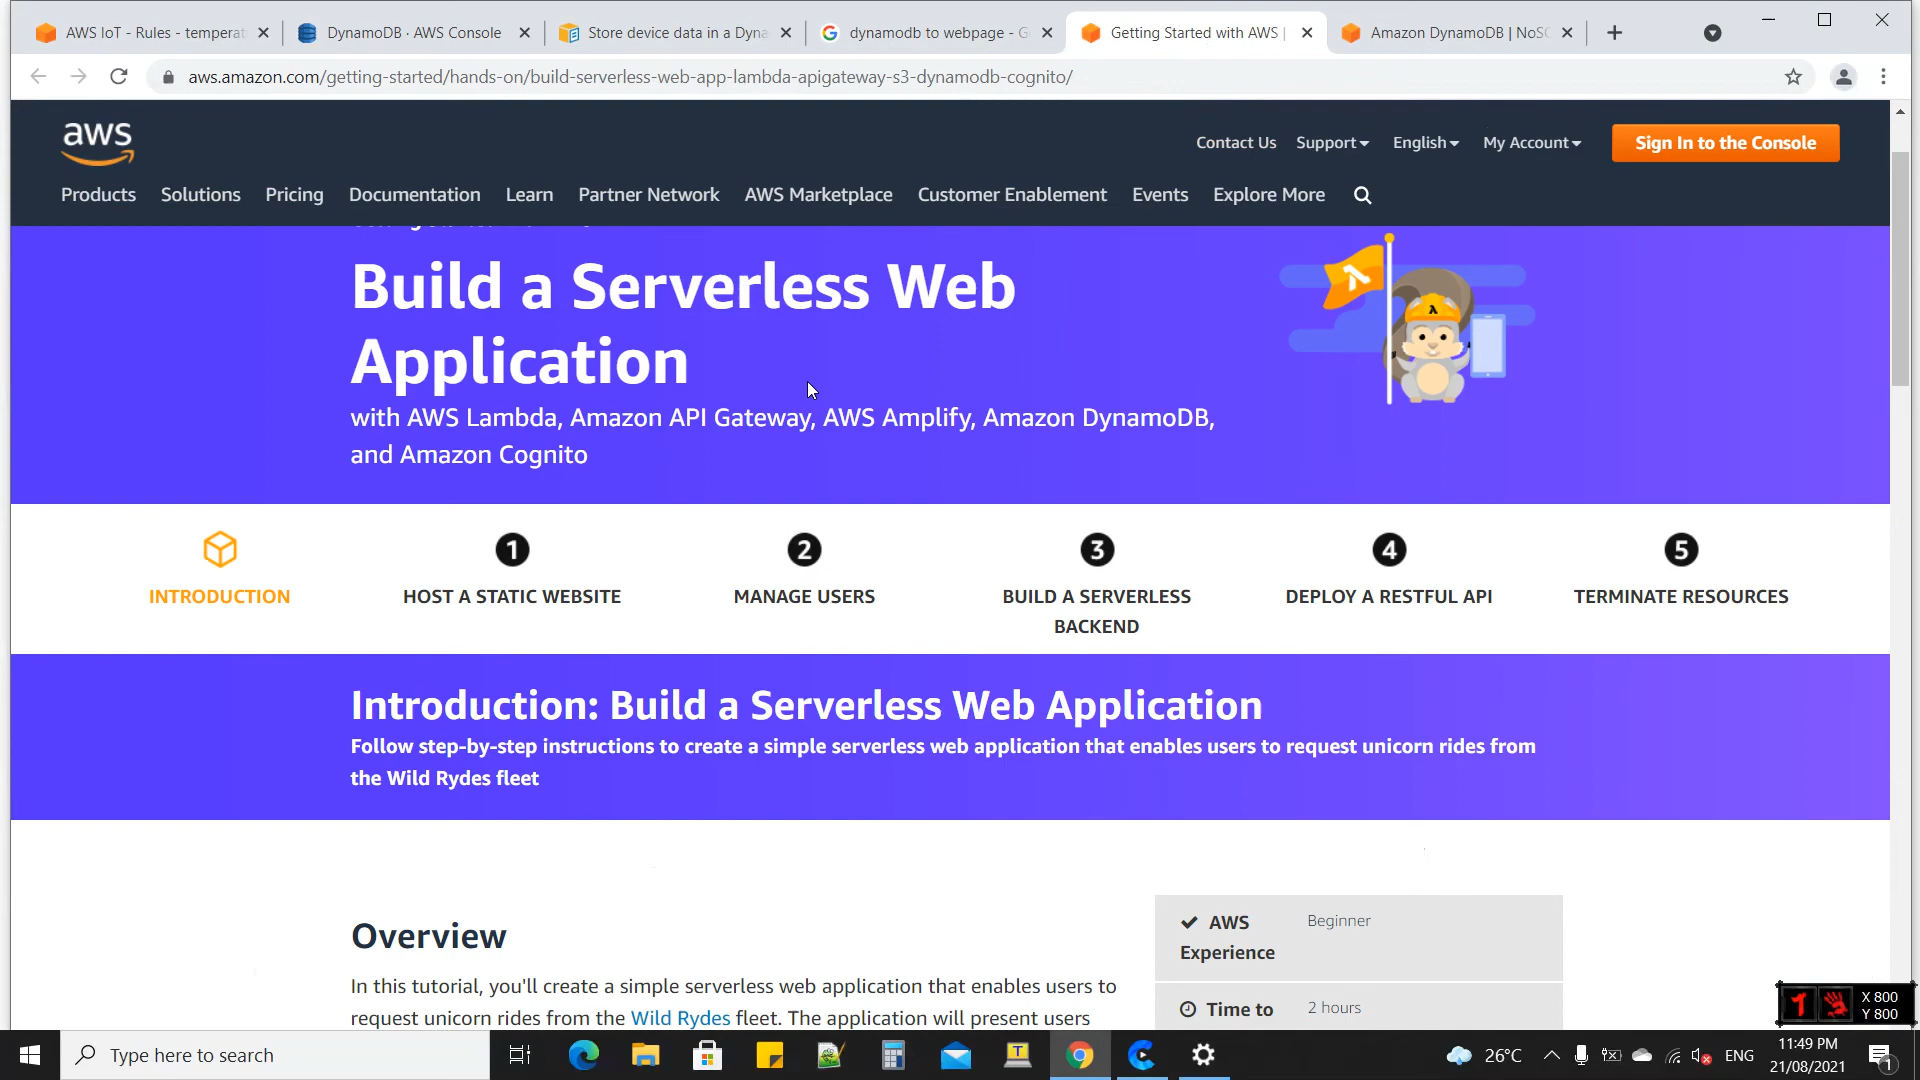 AWS IoT - Rules - temperat
DynamoDB · AWS Console
Store device data in a Dyna
dynamodb to webpage - G
Getting Started with AWS |
Amazon DynamoDB | NoSQ
aws.amazon.com/getting-started/hands-on/build-serverless-web-app-lambda-apigateway-s3-dynamodb-cognito/
aws
Contact Us
Support
English
My Account
Sign In to the Console
Products
Solutions
Pricing
Documentation
Learn
Partner Network
AWS Marketplace
Customer Enablement
Events
Explore More
Build a Serverless Web
Application
with AWS Lambda, Amazon API Gateway, AWS Amplify, Amazon DynamoDB,
and Amazon Cognito
INTRODUCTION
1
HOST A STATIC WEBSITE
2
MANAGE USERS
3
BUILD A SERVERLESS
BACKEND
4
DEPLOY A RESTFUL API
5
TERMINATE RESOURCES
Introduction: Build a Serverless Web Application
Follow step-by-step instructions to create a simple serverless web application that enables users to request unicorn rides from
the Wild Rydes fleet
Overview
In this tutorial, you'll create a simple serverless web application that enables users to
request unicorn rides from the Wild Rydes fleet. The application will present users
AWS
Experience
Beginner
Time to
2 hours
X 800
Y 800
Type here to search
26°C
ENG
11:49 PM
21/08/2021
1